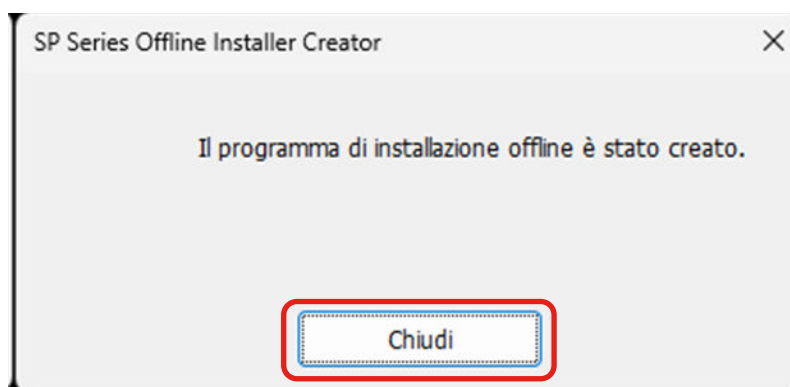 SP Series Offline Installer Creator
Il programma di installazione offline è stato creato.
Chiudi